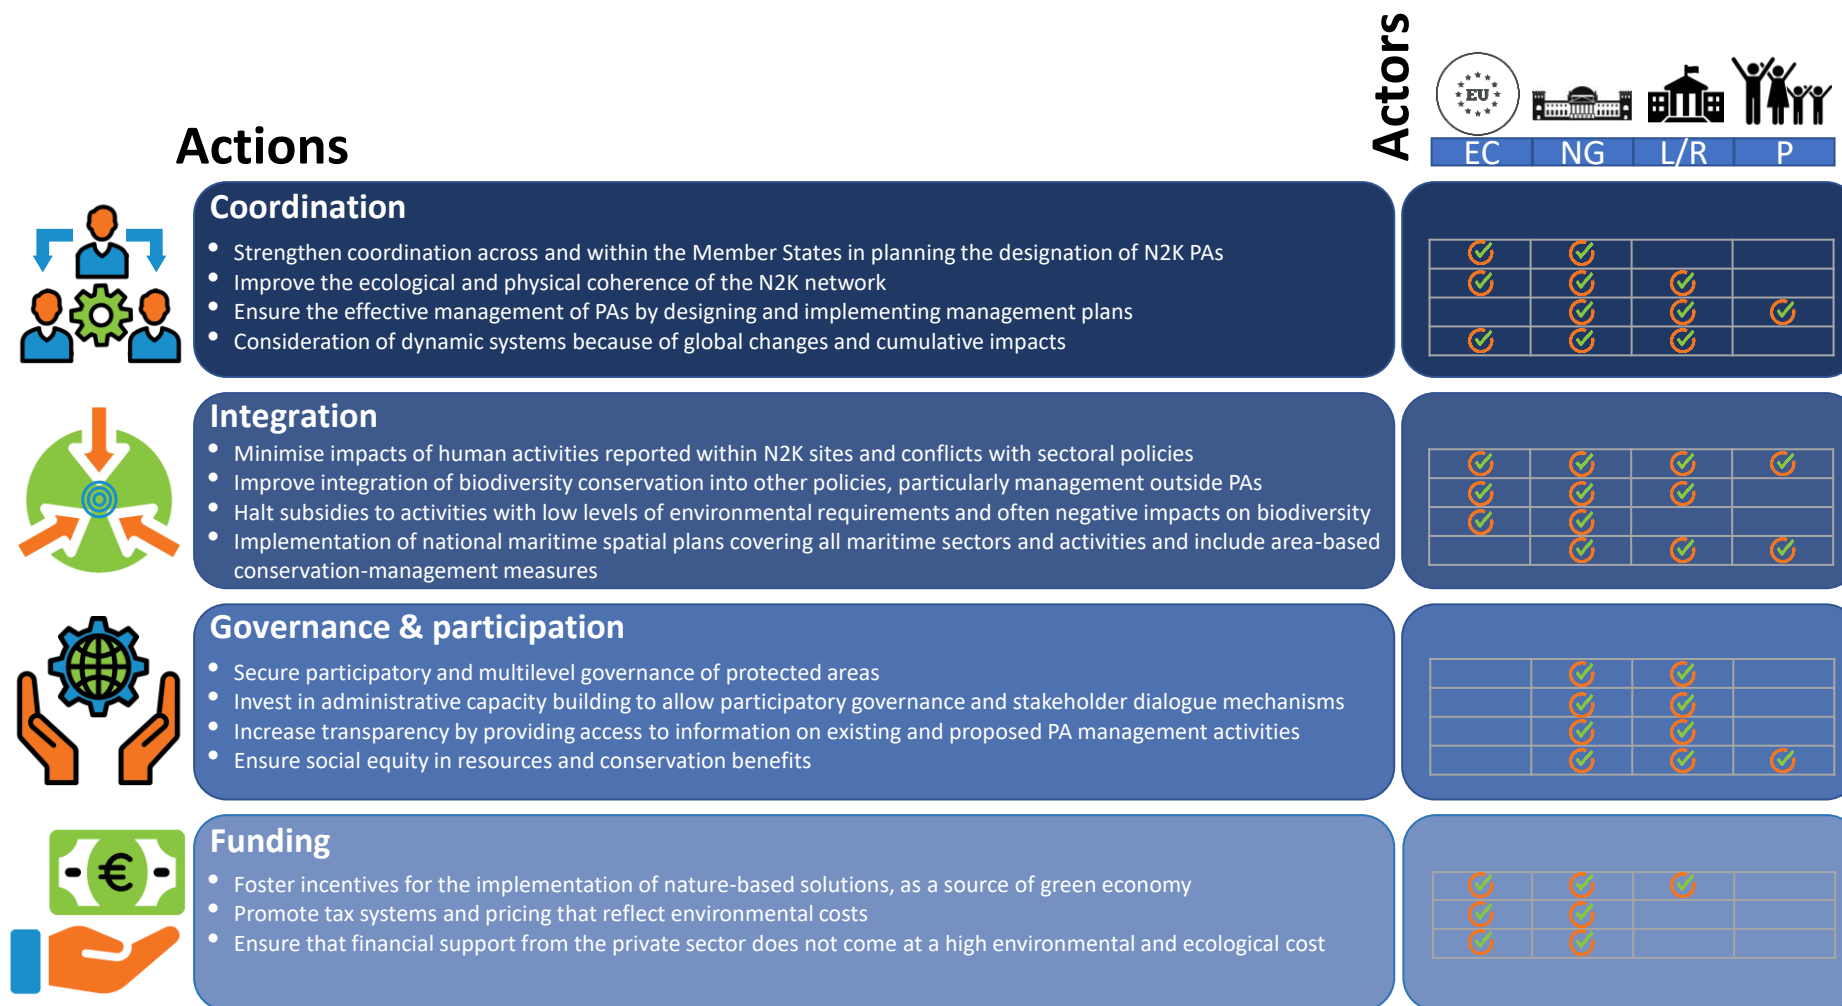 Actors
EU
Actions
EC NG L/R P
Coordination
• Strengthen coordination across and within the Member States in planning the designation of N2K PAs
• Improve the ecological and physical coherence of the N2K network
• Ensure the effective management of PAs by designing and implementing management plans
• Consideration of dynamic systems because of global changes and cumulative impacts
Integration
• Minimise impacts of human activities reported within N2K sites and conflicts with sectoral policies
• Improve integration of biodiversity conservation into other policies, particularly management outside PAs
• Halt subsidies to activities with low levels of environmental requirements and often negative impacts on biodiversity
• Implementation of national maritime spatial plans covering all maritime sectors and activities and include area-based
conservation-management measures
Governance & participation
• Secure participatory and multilevel governance of protected areas
• Invest in administrative capacity building to allow participatory governance and stakeholder dialogue mechanisms
• Increase transparency by providing access to information on existing and proposed PA management activities
• Ensure social equity in resources and conservation benefits
Funding
• Foster incentives for the implementation of nature-based solutions, as a source of green economy
• Promote tax systems and pricing that reflect environmental costs
• Ensure that financial support from the private sector does not come at a high environmental and ecological cost
€